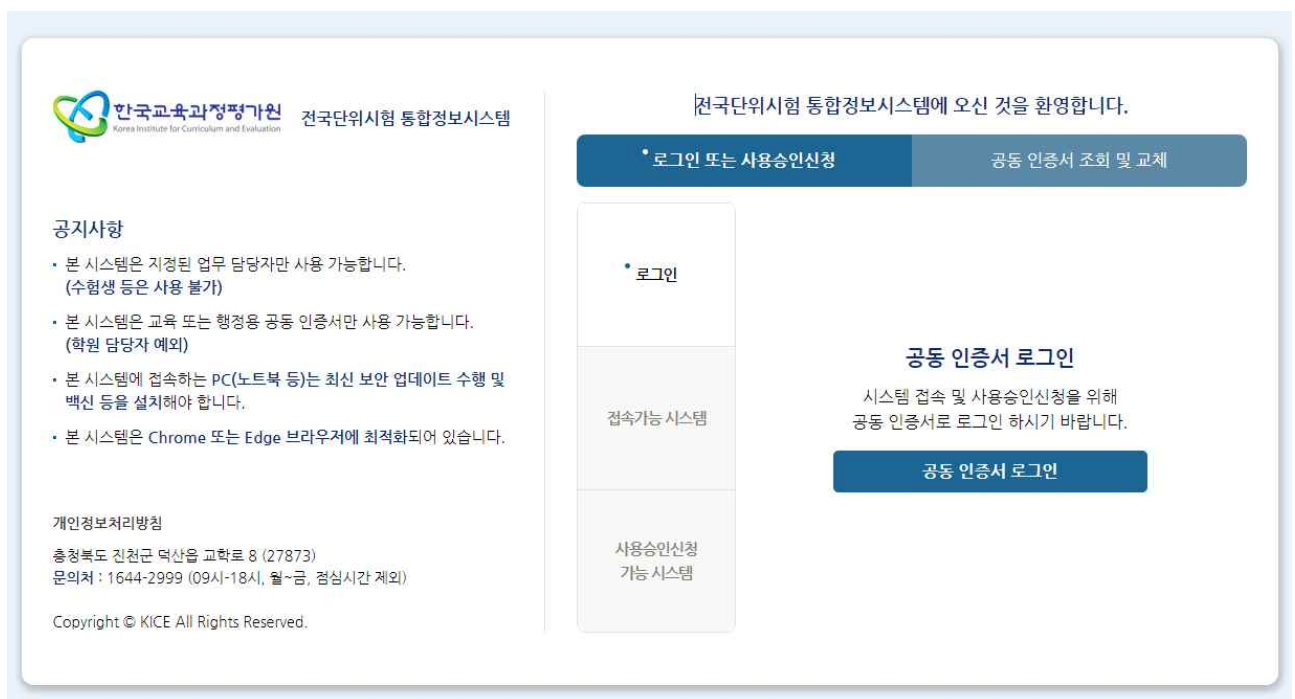 한국교육과정평가원
Korea Institute for Curriculum and Evaluation
전국단위시험 통합정보시스템
공지사항
• 본 시스템은 지정된 업무 담당자만 사용 가능합니다.
(수험생 등은 사용 불가)
• 본 시스템은 교육 또는 행정용 공동 인증서만 사용 가능합니다.
(학원 담당자 예외)
• 본 시스템에 접속하는 PC(노트북 등)는 최신 보안 업데이트 수행 및
백신 등을 설치해야 합니다.
• 본 시스템은 Chrome 또는 Edge 브라우저에 최적화되어 있습니다.
개인정보처리방침
충청북도 진천군 덕산읍 교학로 8 (27873)
문의처 : 1644-2999 (09시-18시, 월~금, 점심시간 제외)
Copyright © KICE All Rights Reserved.
전국단위시험 통합정보시스템에 오신 것을 환영합니다.
• 로그인 또는 사용승인신청
공동 인증서 조회 및 교체
• 로그인
접속가능 시스템
사용승인신청
가능 시스템
공동 인증서 로그인
시스템 접속 및 사용승인신청을 위해
공동 인증서로 로그인 하시기 바랍니다.
공동 인증서 로그인